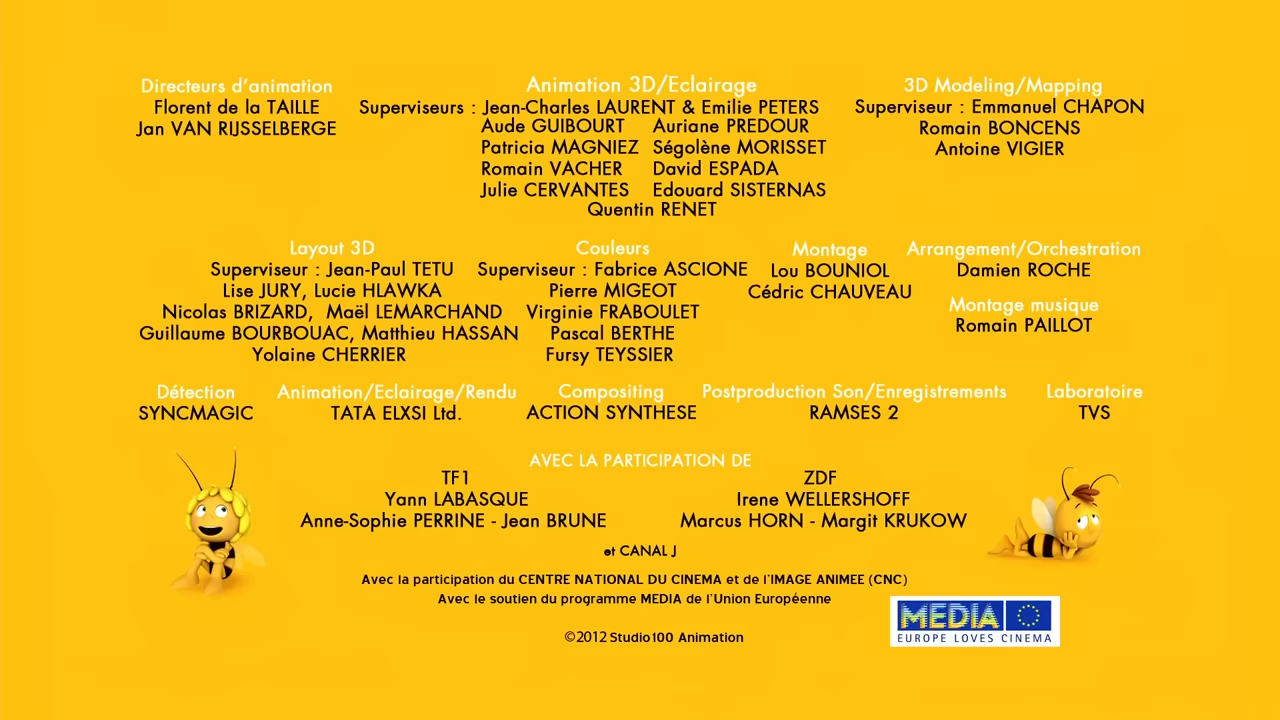 Directeurs d'animation
Florent de la TAILLE
Jan VAN RIJSSELBERGE
Animation 3D/Eclairage
Superviseurs : Jean-Charles LAURENT & Emilie PETERS
Aude GUIBOURT Auriane PREDOUR
Patricia MAGNIEZ Ségolène MORISSET
Romain VACHER David ESPADA
Julie CERVANTES Edouard SISTERNAS
Quentin RENET
3D Modeling/Mapping
Superviseur : Emmanuel CHAPON
Romain BONCENS
Antoine VIGIER
Layout 3D
Superviseur : Jean-Paul TETU
Lise JURY, Lucie HLAWKA
Nicolas BRIZARD, Maël LEMARCHAND
Guillaume BOURBOUAC, Matthieu HASSAN
Yolaine CHERRIER
Couleurs
Superviseur : Fabrice ASCIONE
Pierre MIGEOT
Virginie FRABOULET
Pascal BERTHE
Fursy TEYSSIER
Montage
Lou BOUNIOL
Cédric CHAUVEAU
Arrangement/Orchestration
Damien ROCHE
Montage musique
Romain PAILLOT
Détection
SYNCMAGIC
Animation/Eclairage/Rendu
TATA ELXSI Ltd.
Compositing
ACTION SYNTHESE
Postproduction Son/Enregistrements
RAMSES 2
Laboratoire
TVS
AVEC LA PARTICIPATION DE
TF1
Yann LABASQUE
Anne-Sophie PERRINE - Jean BRUNE
ZDF
Irene WELLERSHOFF
Marcus HORN - Margit KRUKOW
et CANAL J
Avec la participation du CENTRE NATIONAL DU CINEMA et de l'IMAGE ANIMEE (CNC)
Avec le soutien du programme MEDIA de l'Union Européenne
MEDIA
EUROPE LOVES CINEMA
©2012 Studio100 Animation